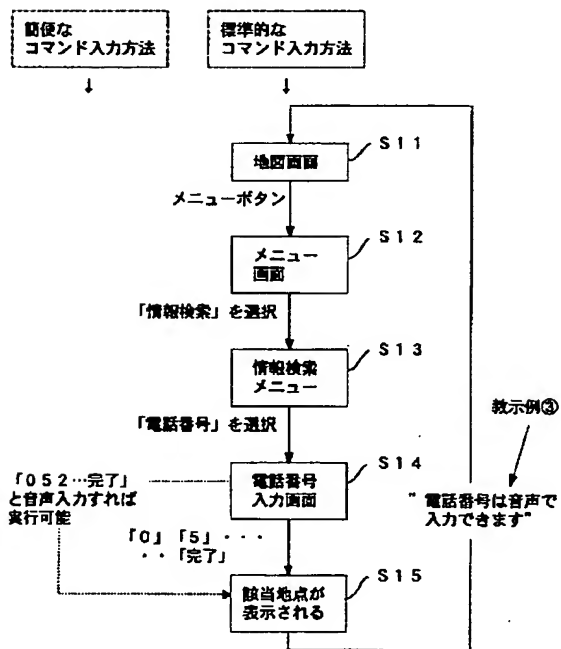 簡便な
コマンド入力方法
標準的な
コマンド入力方法
地図画面
S11
メニューボタン
メニュー
画面
S12
「情報検索」を選択
情報検索
メニュー
S13
「電話番号」を選択
教示例③
「052…完了」
と音声入力すれば
実行可能
電話番号
入力画面
S14
"電話番号は音声で
入力できます"
「0」「5」・・・
・・「完了」
該当地点が
表示される
S15